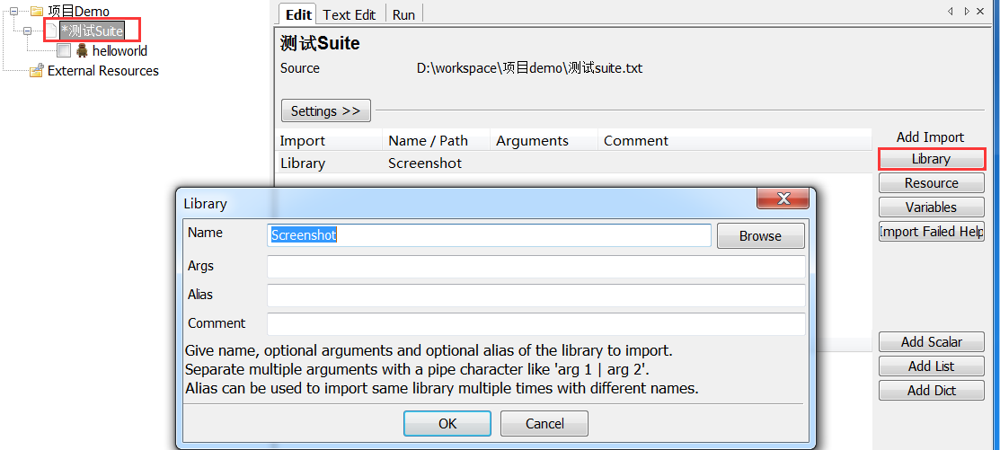 项目Demo
*测试Suite
helloworld
External Resources
Edit
Text Edit
Run
测试Suite
Source
D:\workspace\项目demo\测试suite.txt
Settings >>
Import Name / Path Arguments Comment
Library Screenshot
Add Import
Library
Resource
Variables
Import Failed Help
Add Scalar
Add List
Add Dict
Library
Name
Screenshot
Browse
Args
Alias
Comment
Give name, optional arguments and optional alias of the library to import.
Separate multiple arguments with a pipe character like 'arg 1 | arg 2'.
Alias can be used to import same library multiple times with different names.
OK
Cancel